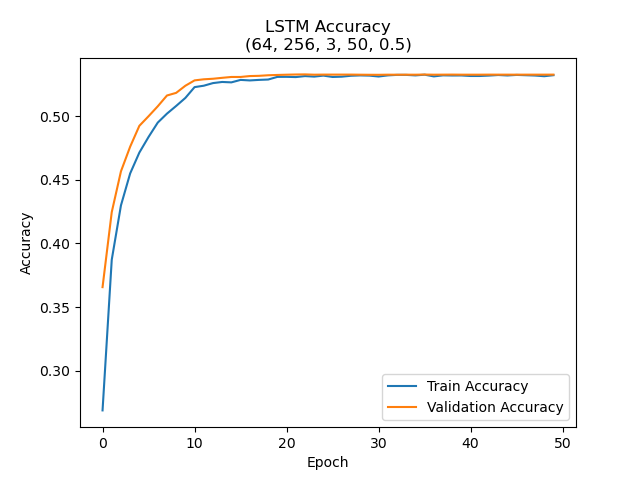 LSTM Accuracy
(64, 256, 3, 50, 0.5)
Accuracy
0.50
0.45
0.40
0.35
0.30
Train Accuracy
Validation Accuracy
0 10 20 30 40 50
Epoch